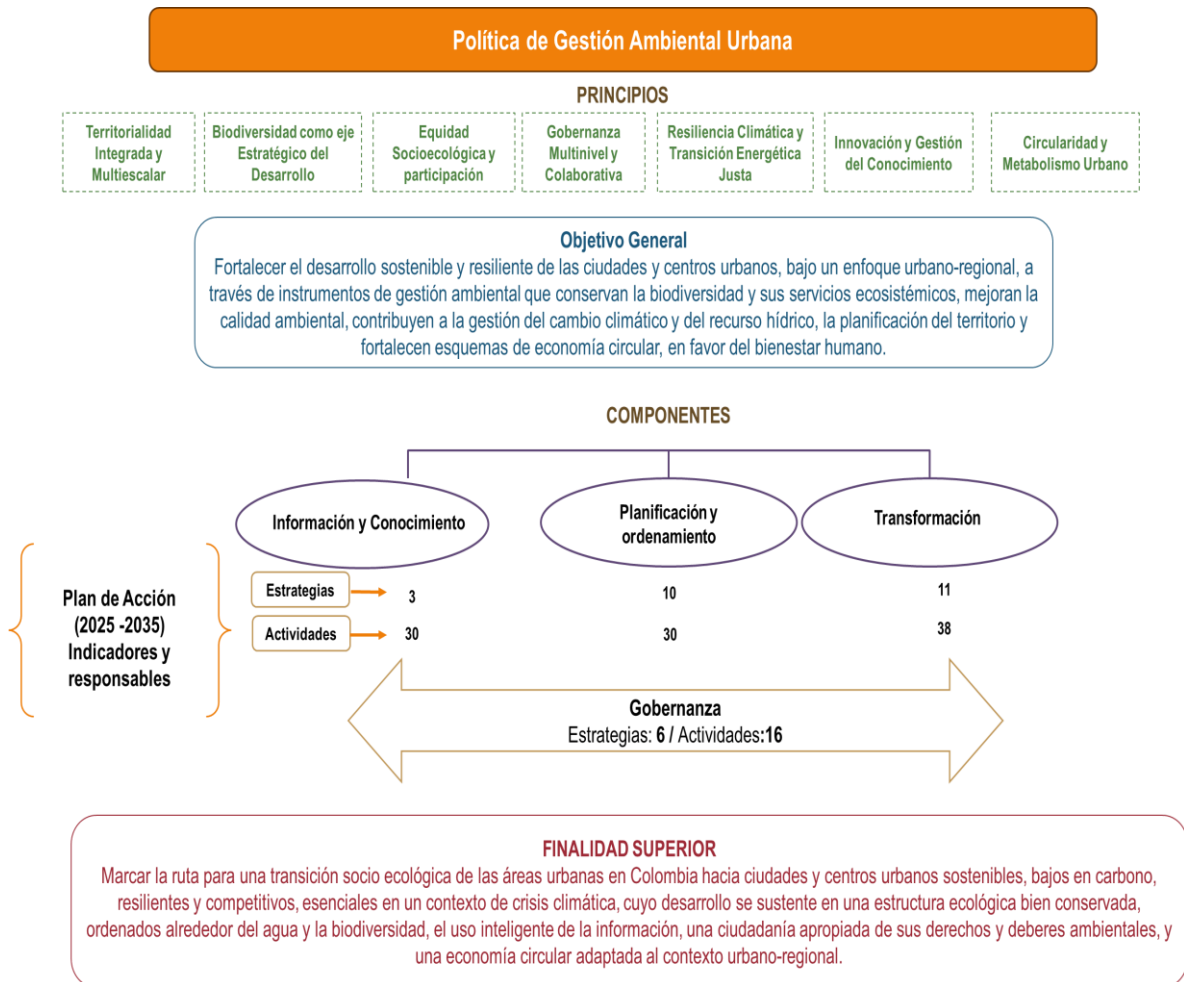 Política de Gestión Ambiental Urbana
PRINCIPIOS
Territorialidad
Integrada y
Multiescalar
Biodiversidad como eje
Estratégico del
Desarrollo
Equidad
Socioecológica y
participación
Gobernanza
Multinivel y
Colaborativa
Resiliencia Climática y
Transición Energética
Justa
Innovación y Gestión
del Conocimiento
Circularidad y
Metabolismo Urbano
Objetivo General
Fortalecer el desarrollo sostenible y resiliente de las ciudades y centros urbanos, bajo un enfoque urbano-regional, a
través de instrumentos de gestión ambiental que conservan la biodiversidad y sus servicios ecosistémicos, mejoran la
calidad ambiental, contribuyen a la gestión del cambio climático y del recurso hídrico, la planificación del territorio y
fortalecen esquemas de economía circular, en favor del bienestar humano.
COMPONENTES
Información y Conocimiento
Planificación y
ordenamiento
Transformación
Plan de Acción
(2025 -2035)
Indicadores y
responsables
Estrategias
3
10
11
Actividades
30
30
38
Gobernanza
Estrategias: 6 / Actividades:16
FINALIDAD SUPERIOR
Marcar la ruta para una transición socio ecológica de las áreas urbanas en Colombia hacia ciudades y centros urbanos sostenibles, bajos en carbono,
resilientes y competitivos, esenciales en un contexto de crisis climática, cuyo desarrollo se sustente en una estructura ecológica bien conservada,
ordenados alrededor del agua y la biodiversidad, el uso inteligente de la información, una ciudadanía apropiada de sus derechos y deberes ambientales, y
una economía circular adaptada al contexto urbano-regional.